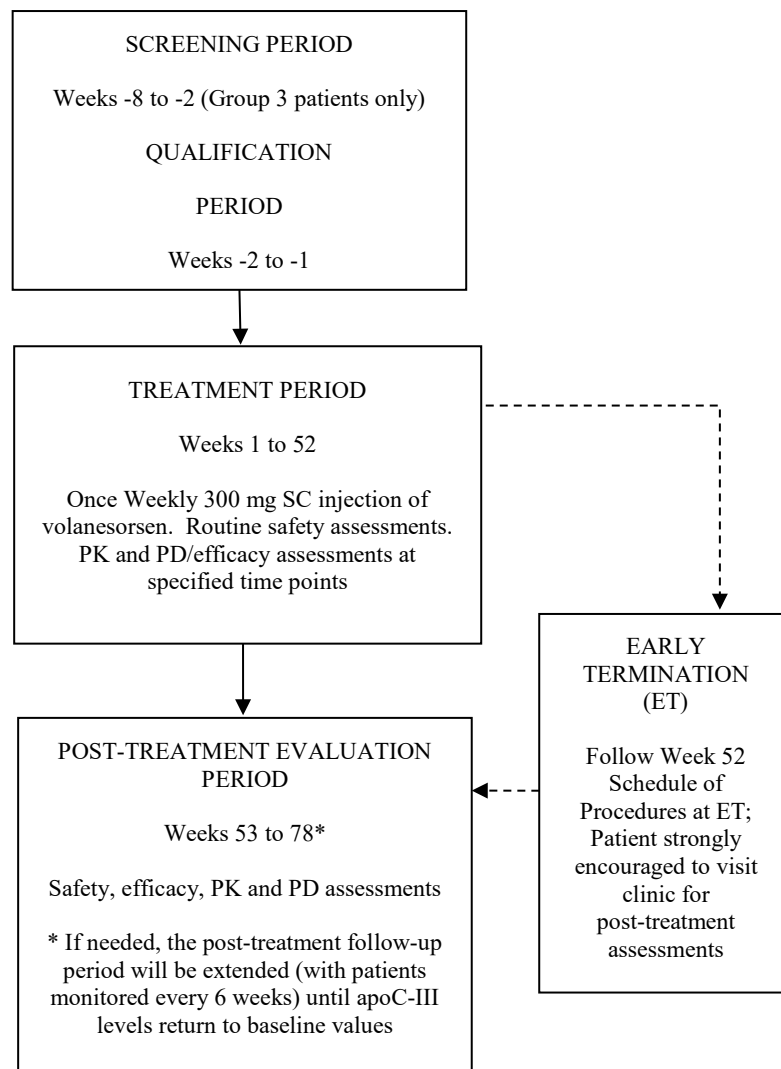 SCREENING PERIOD
Weeks -8 to -2 (Group 3 patients only)
QUALIFICATION
PERIOD
Weeks -2 to -1
TREATMENT PERIOD
Weeks 1 to 52
Once Weekly 300 mg SC injection of
volanesorsen.  Routine safety assessments.
PK and PD/efficacy assessments at
specified time points
EARLY
TERMINATION
(ET)
Follow Week 52
Schedule of
Procedures at ET;
Patient strongly
encouraged to visit
clinic for
post-treatment
assessments
POST-TREATMENT EVALUATION
PERIOD
Weeks 53 to 78*
Safety, efficacy, PK and PD assessments
* If needed, the post-treatment follow-up
period will be extended (with patients
monitored every 6 weeks) until apoC-III
levels return to baseline values